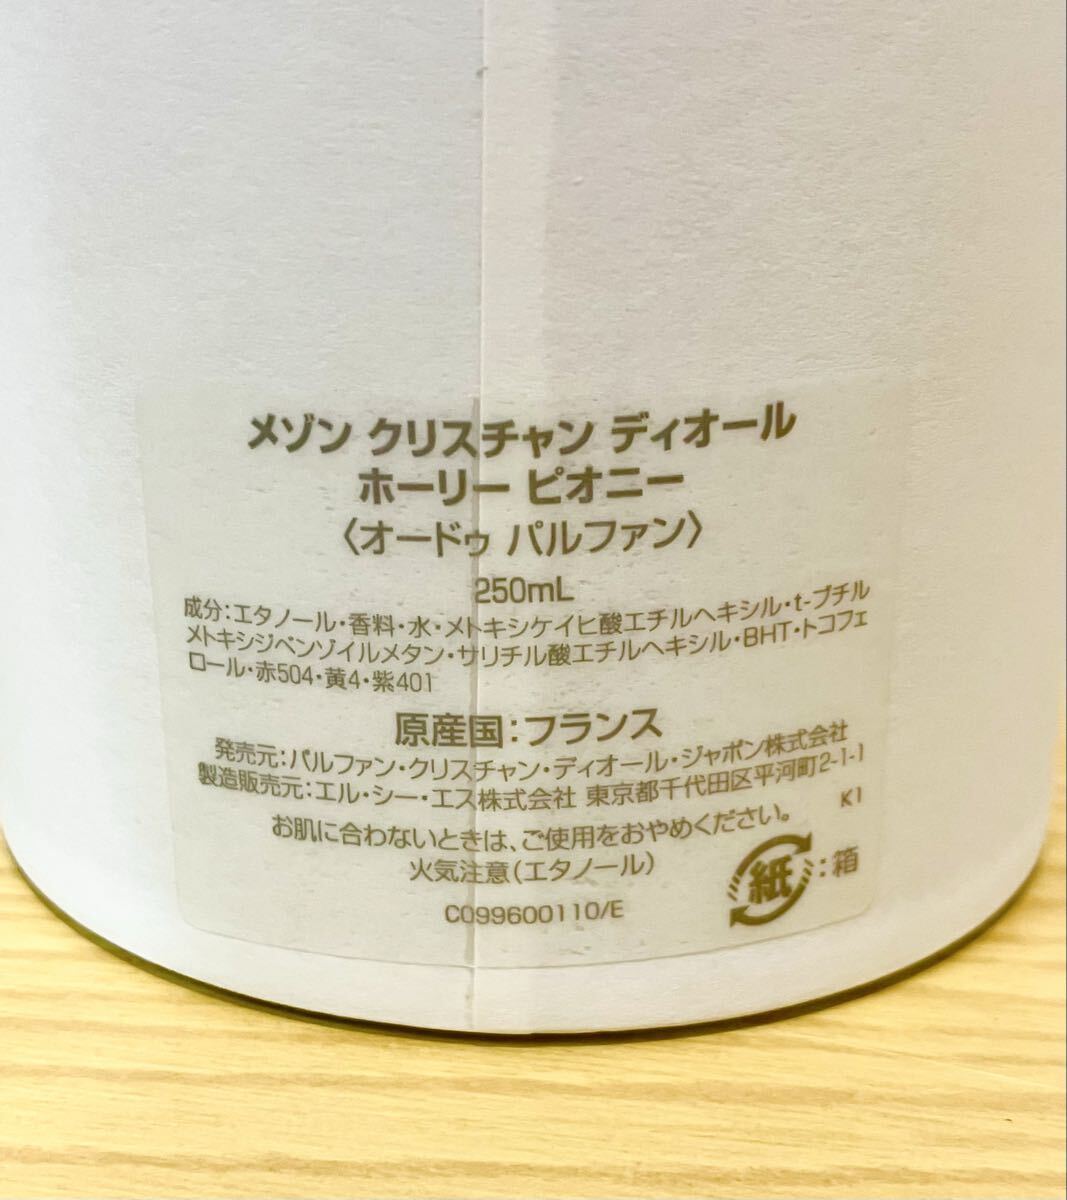 メゾン クリスチャン ディオール
ホーリー ピオニー
〈オードゥ パルファン〉
250mL
成分：エタノール・香料・水・メトキシケイヒ酸エチルヘキシル・t-ブチル
メトキシジベンゾイルメタン・サリチル酸エチルヘキシル・BHT・トコフェ
ロール・赤504・黄4・紫401
原産国：フランス
発売元：パルファン・クリスチャン・ディオール・ジャポン株式会社
製造販売元：エル・シー・エス株式会社 東京都千代田区平河町2-1-1
K1
お肌に合わないときは、ご使用をおやめください。
火気注意(エタノール)
紙：箱
C099600110/E